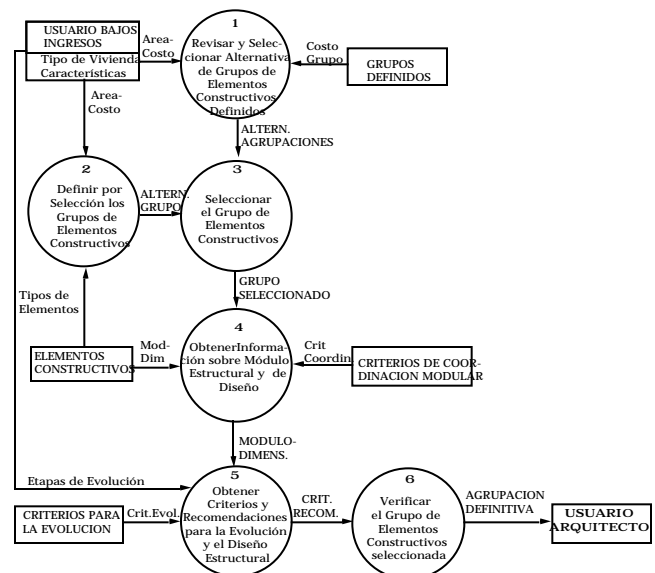 USUARIO BAJOS
INGRESOS
Tipo de Vivienda
Características
Area-
Costo
1
Revisar y Selec-
cionar Alternativa
de Grupos de
Elementos
Constructivos
Definidos
Costo
Grupo
GRUPOS
DEFINIDOS
Area-
Costo
ALTERN.
AGRUPACIONES
2
Definir por
Selección los
Grupos de
Elementos
Constructivos
ALTERN.
GRUPO
3
Seleccionar
el Grupo de
Elementos
Constructivos
Tipos de
Elementos
GRUPO
SELECCIONADO
ELEMENTOS
CONSTRUCTIVOS
Mod-
Dim
4
ObtenerInforma-
ción sobre Módulo
Estructural y de
Diseño
Crit
Coordin
CRITERIOS DE COOR-
DINACION MODULAR
MODULO-
DIMENS.
Etapas de Evolución
CRITERIOS PARA
LA EVOLUCION
Crit.Evol.
5
Obtener
Criterios y
Recomendaciones
para la Evolución
y el Diseño
Estructural
CRIT.
RECOM.
6
Verificar
el Grupo de
Elementos
Constructivos
seleccionada
AGRUPACION
DEFINITIVA
USUARIO
ARQUITECTO